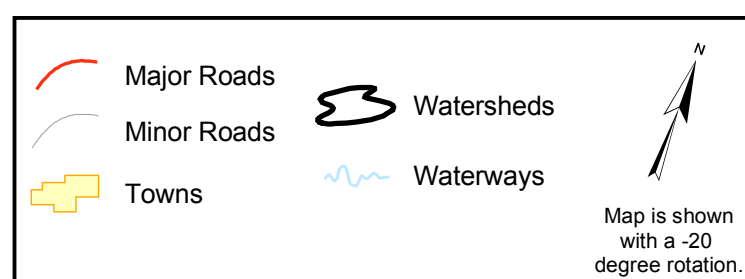 Major Roads
Minor Roads
Towns
Watersheds
Waterways
N
Map is shown
with a -20
degree rotation.